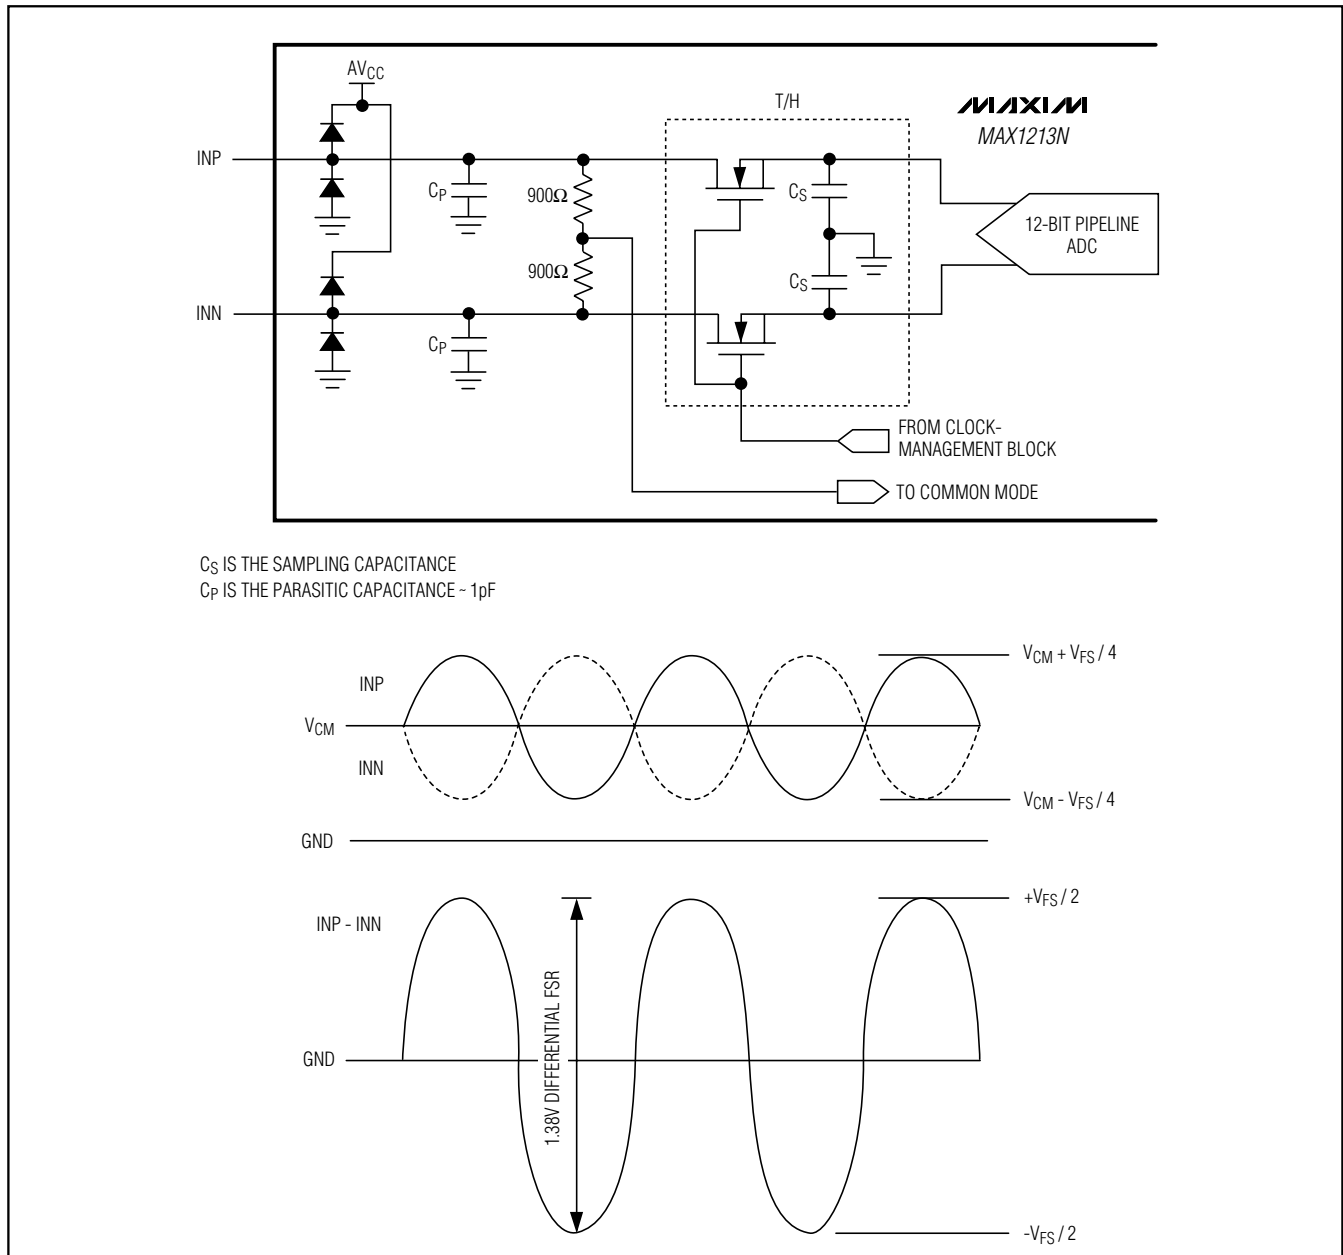 AVCC
T/H
MAXIM
MAX1213N
INP
CP
900Ω
CS
12-BIT PIPELINE
ADC
900Ω
CS
INN
CP
FROM CLOCK-
MANAGEMENT BLOCK
TO COMMON MODE
CS IS THE SAMPLING CAPACITANCE
CP IS THE PARASITIC CAPACITANCE ~ 1pF
VCM + VFS / 4
INP
VCM
INN
VCM - VFS / 4
GND
+VFS / 2
INP - INN
1.38V DIFFERENTIAL FSR
GND
-VFS / 2